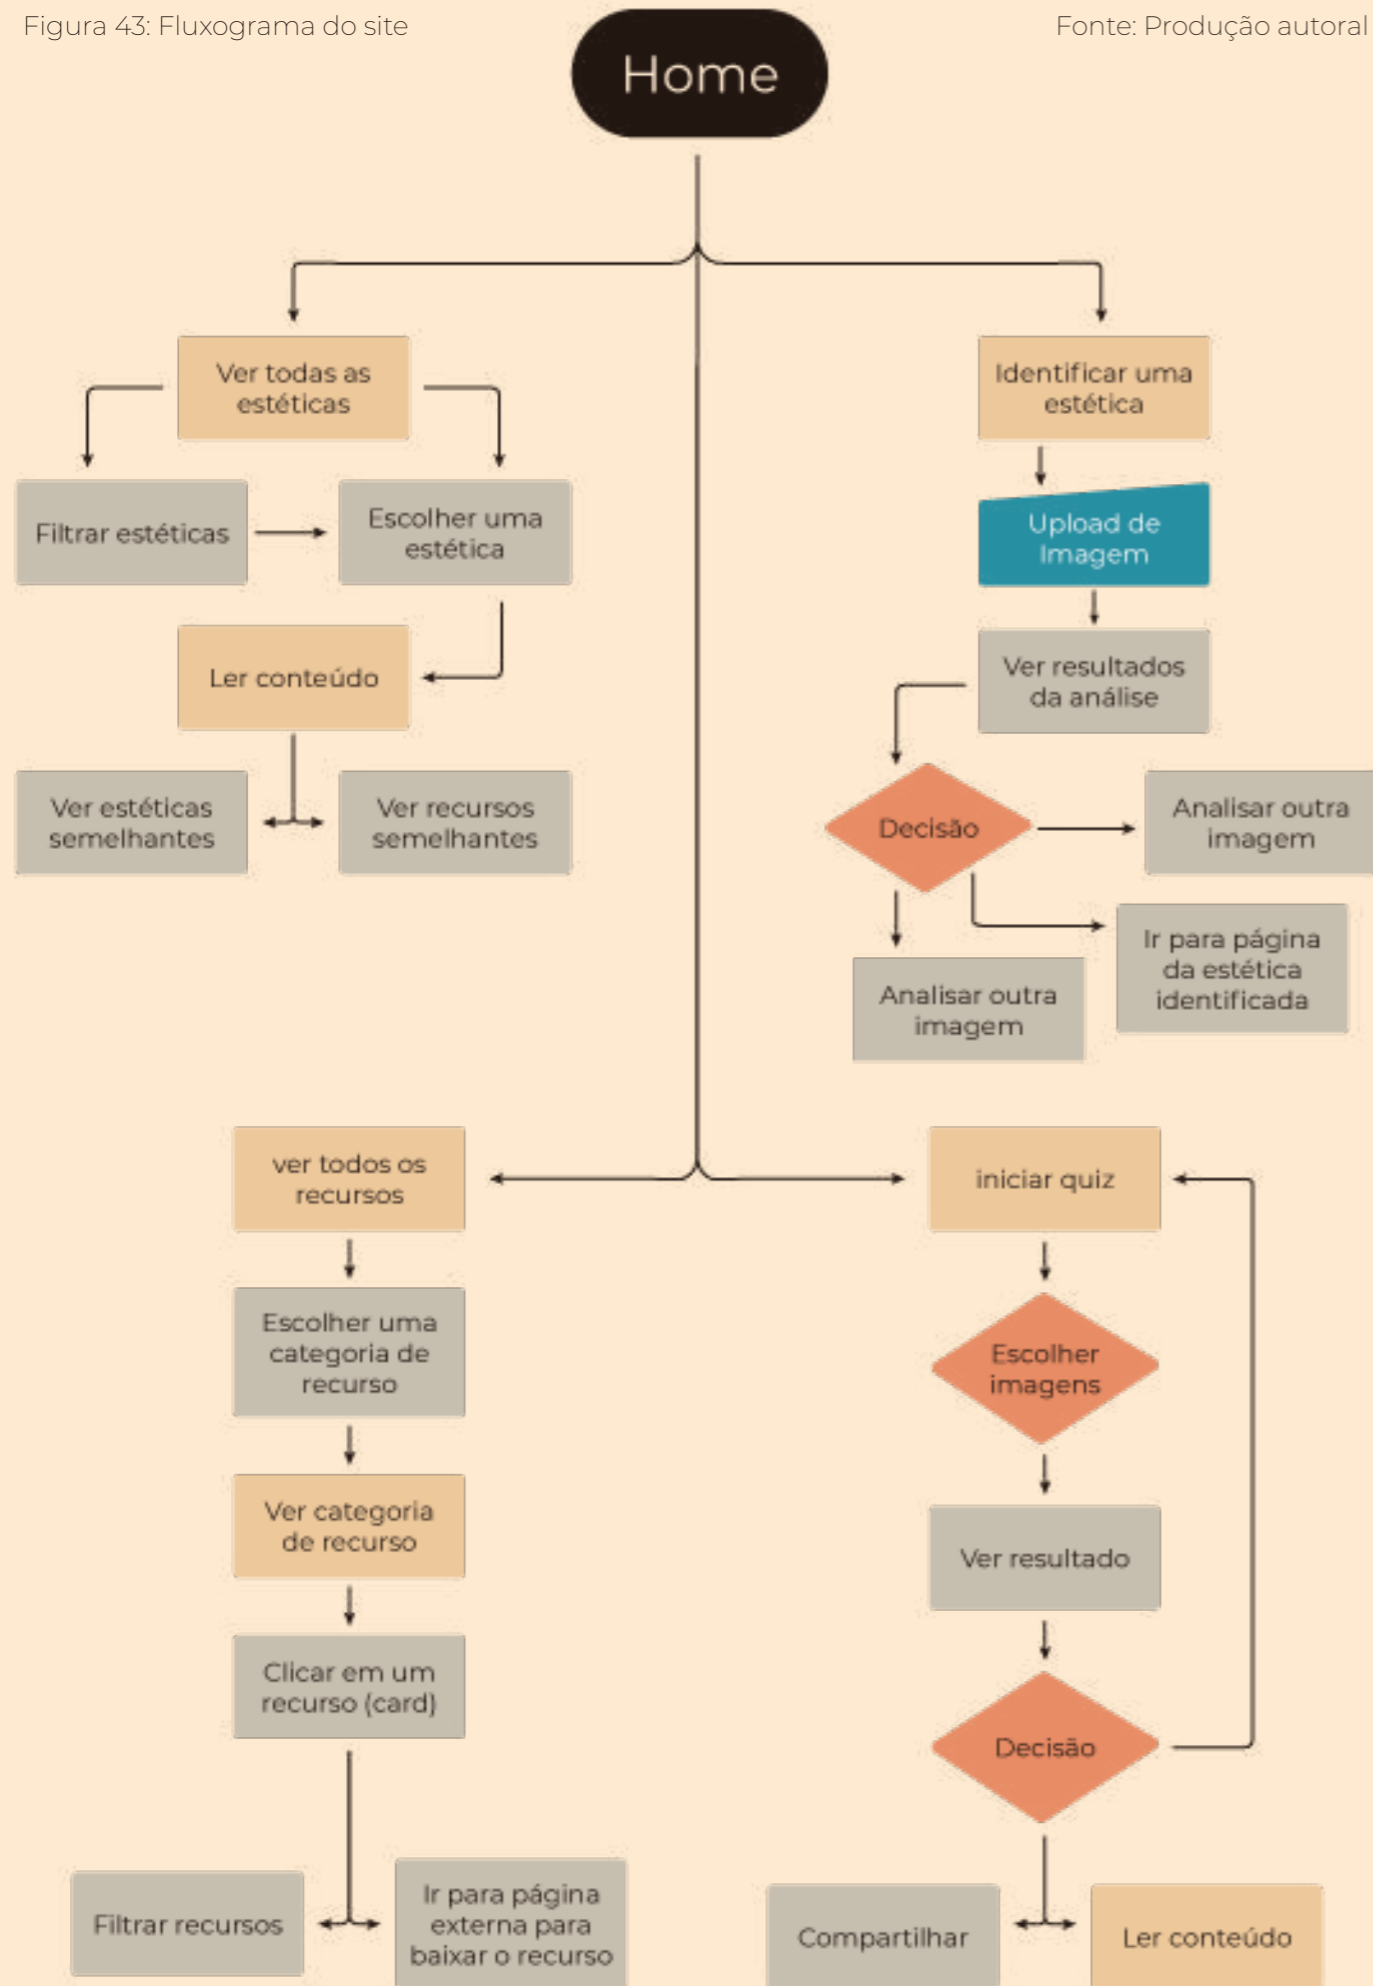 Figura 43: Fluxograma do site
Fonte: Produção autoral
Home
Ver todas as
estéticas
Filtrar estéticas
Escolher uma
estética
Ler conteúdo
Ver estéticas
semelhantes
Ver recursos
semelhantes
Identificar uma
estética
Upload de
Imagem
Ver resultados
da análise
Decisão
Analisar outra
imagem
Ir para página
da estética
identificada
Analisar outra
imagem
ver todos os
recursos
Escolher uma
categoria de
recurso
Ver categoria
de recurso
Clicar em um
recurso (card)
Filtrar recursos
Ir para página
externa para
baixar o recurso
iniciar quiz
Escolher
imagens
Ver resultado
Decisão
Compartilhar
Ler conteúdo